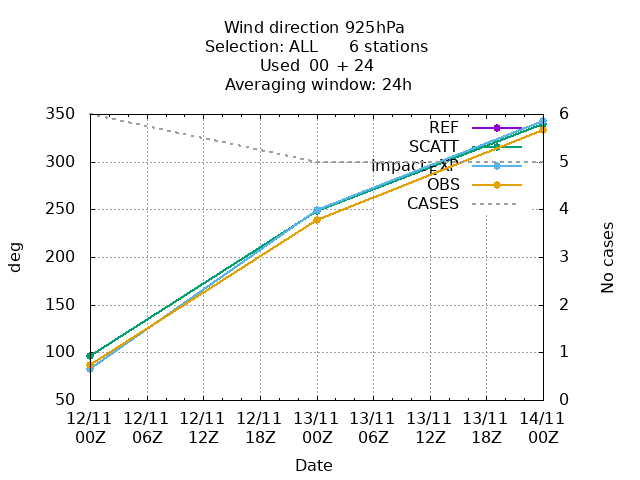 Wind direction 925hPa
Selection: ALL 6 stations
Used 00 + 24
Averaging window: 24h
350
300
250
200
150
100
50
deg
6
5
4
3
2
1
0
No cases
REF
SCATT
impact_EXP
OBS
CASES
12/11 12/11 12/11 12/11 13/11 13/11 13/11 13/11 14/11
00Z 06Z 12Z 18Z 00Z 06Z 12Z 18Z 00Z
Date